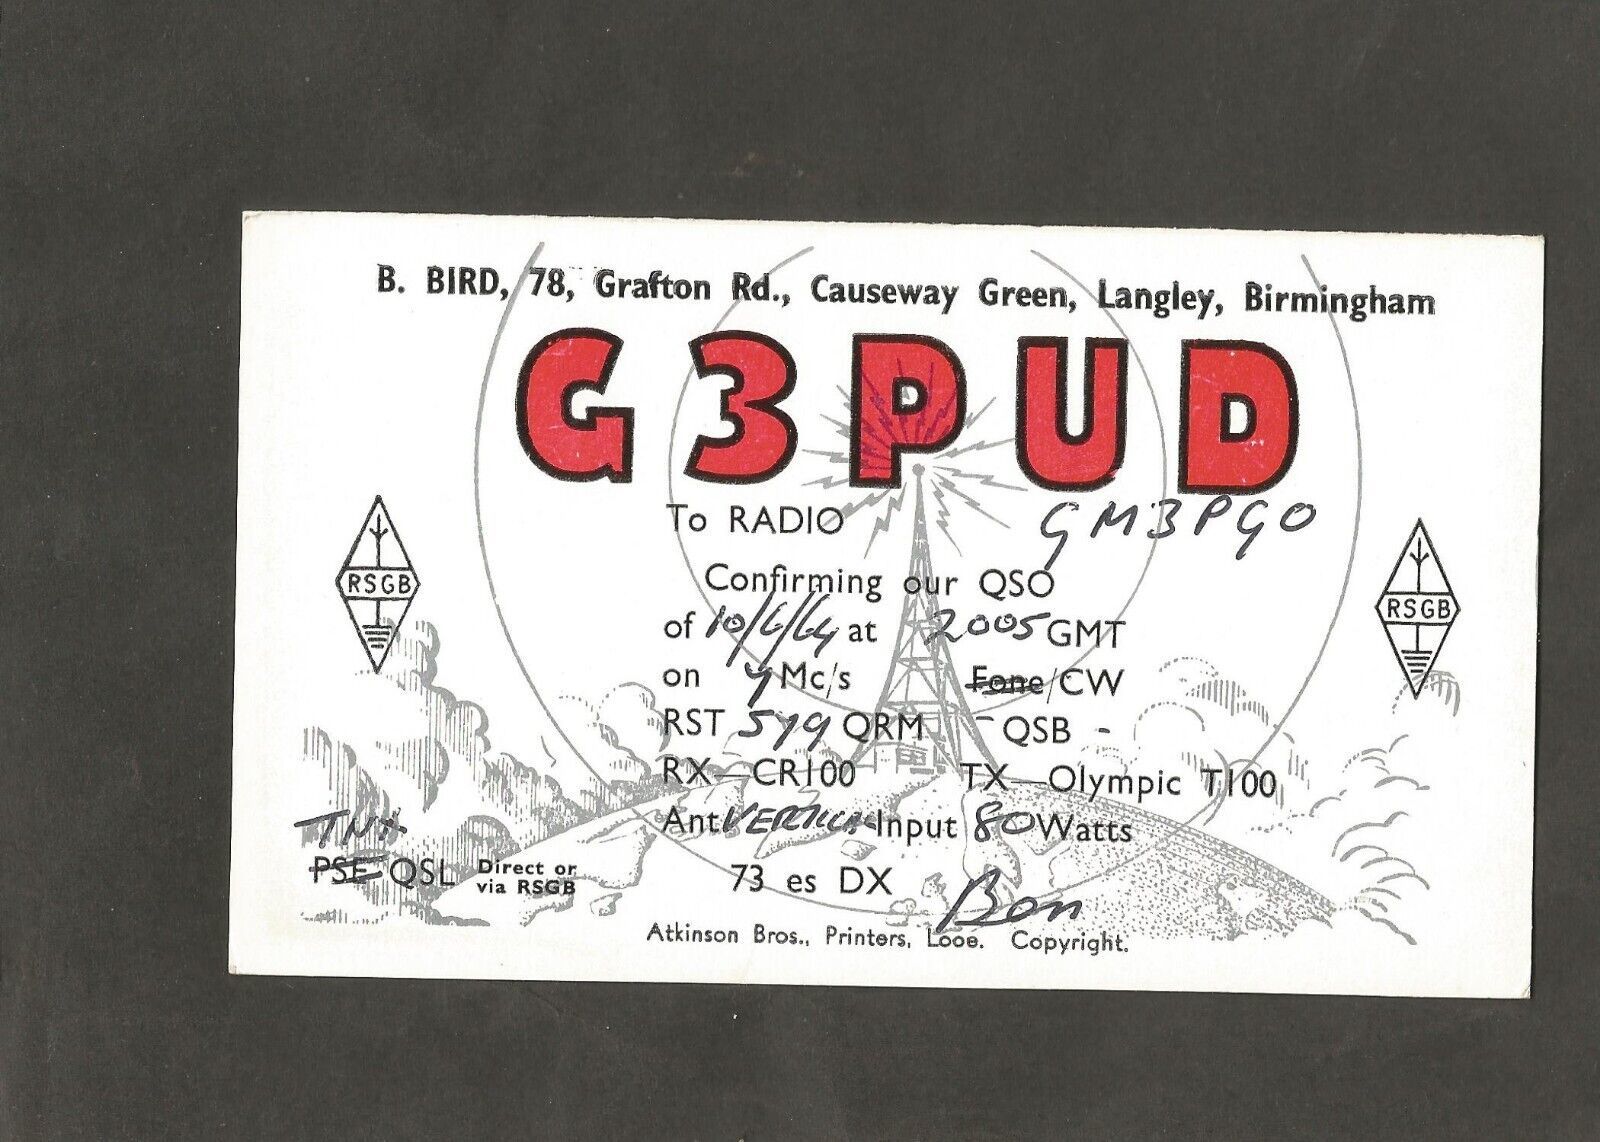 B. BIRD, 78, Grafton Rd., Causeway Green, Langley, Birmingham
G3PUD
To RADIO GM3PGO
Confirming our QSO
of 10/6/64 at 2005 GMT
on 7 Mc/s Fone/CW
RST 579 QRM - QSB -
RX—CR100 TX—Olympic T100
Ant VERTICAL Input 80 Watts
TNX
PSE QSL Direct or via RSGB
73 es DX
Atkinson Bros., Printers, Looe. Copyright.
RSGB
RSGB